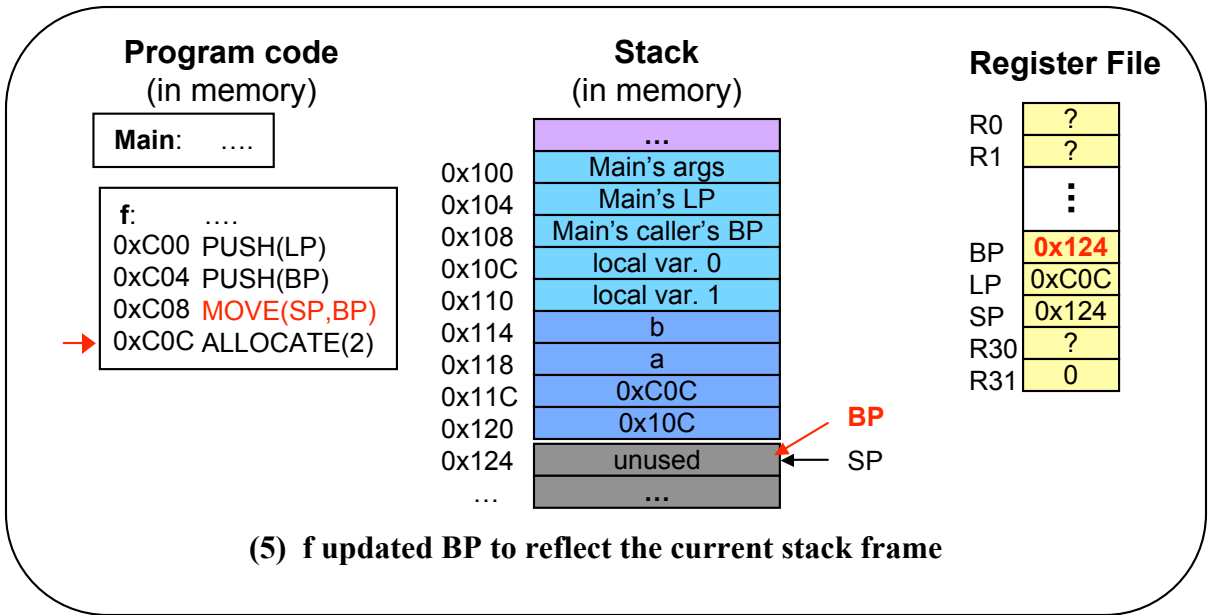 Program code
(in memory)
Main: ….
f: ….
0xC00 PUSH(LP)
0xC04 PUSH(BP)
0xC08 MOVE(SP,BP)
0xC0C ALLOCATE(2)
Stack
(in memory)
…
0x100 Main’s args
0x104 Main’s LP
0x108 Main’s caller’s BP
0x10C local var. 0
0x110 local var. 1
0x114 b
0x118 a
0x11C 0xC0C
0x120 0x10C
BP
0x124 unused SP
… …
Register File
R0 ?
R1 ?
⋮
BP 0x124
LP 0xC0C
SP 0x124
R30 ?
R31 0
(5) f updated BP to reflect the current stack frame